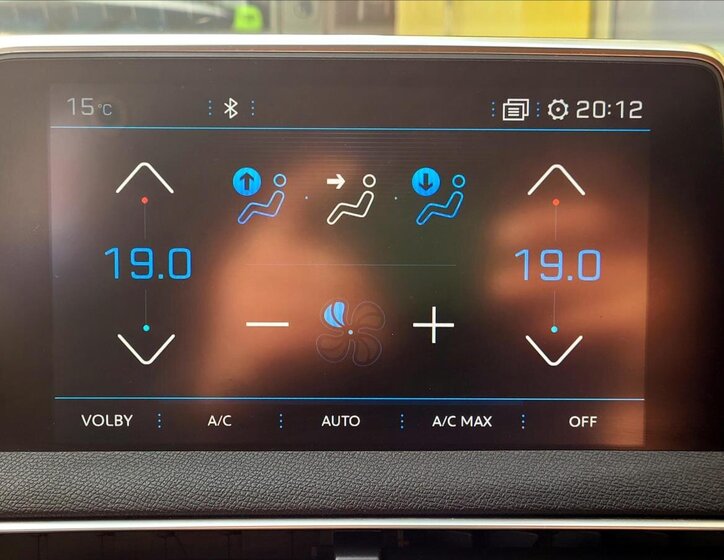 15°C 20:12
19.0 19.0
VOLBY A/C AUTO A/C MAX OFF